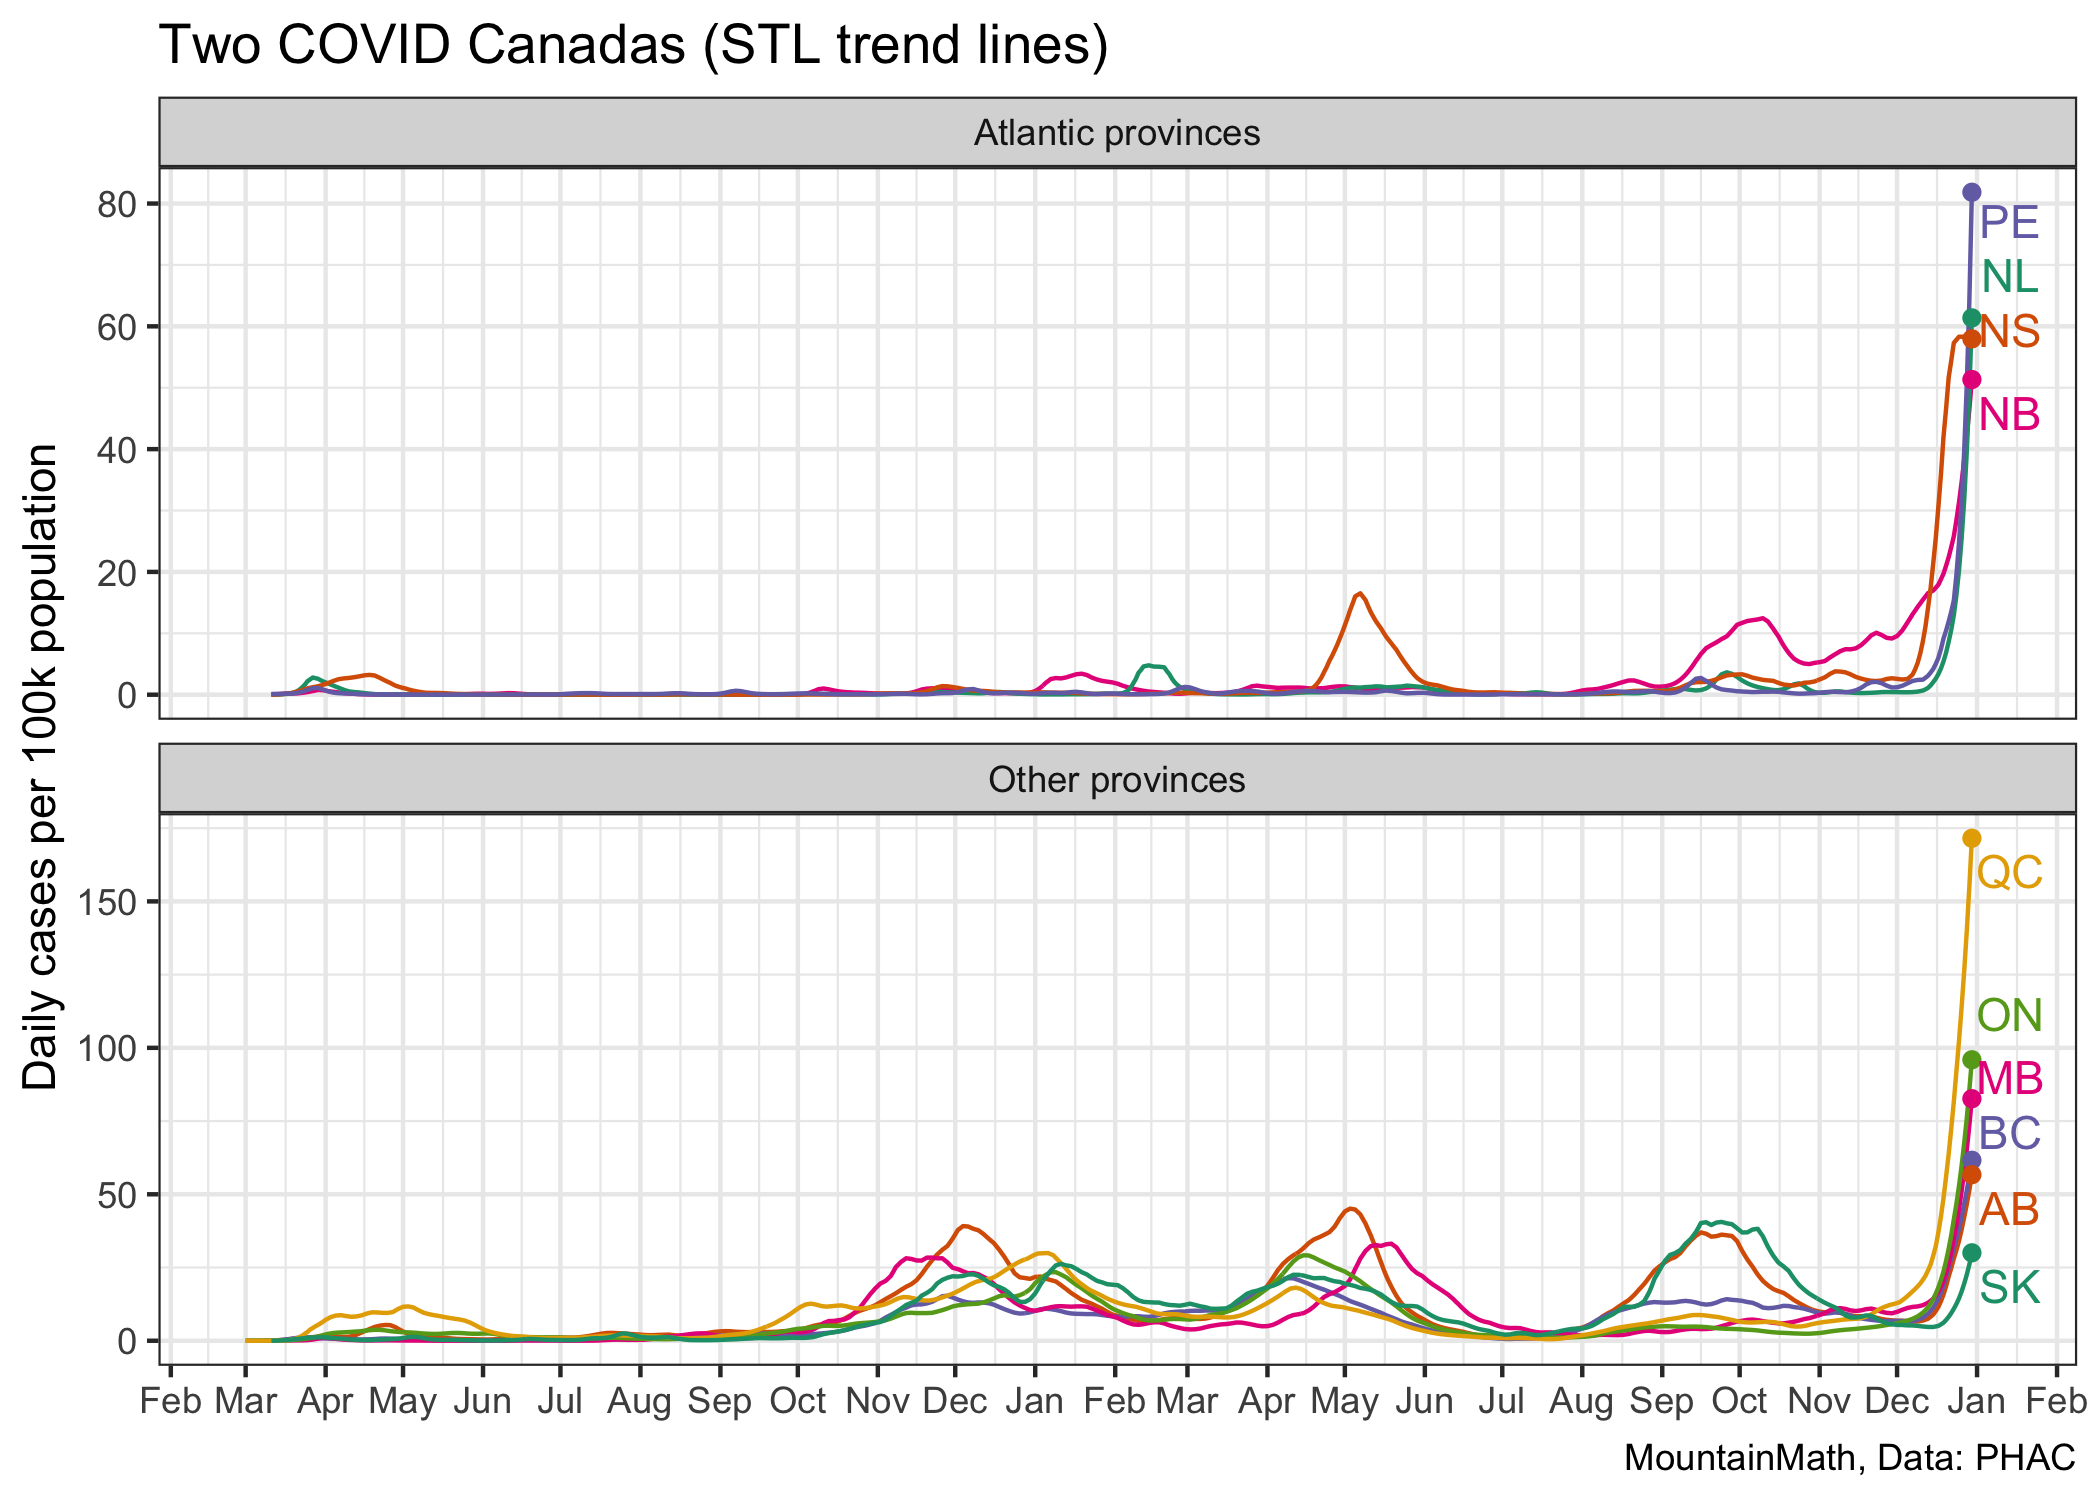 Two COVID Canadas (STL trend lines)
Atlantic provinces
80
60
40
20
0
PE
NL
NS
NB
Daily cases per 100k population
Other provinces
150
100
50
0
QC
ON
MB
BC
AB
SK
Feb Mar Apr May Jun Jul Aug Sep Oct Nov Dec Jan Feb Mar Apr May Jun Jul Aug Sep Oct Nov Dec Jan Feb
MountainMath, Data: PHAC